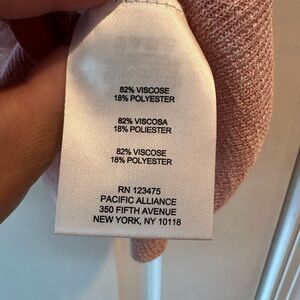 82% VISCOSE
18% POLYESTER
82% VISCOSA
18% POLIESTER
82% VISCOSE
18% POLYESTER
RN 123475
PACIFIC ALLIANCE
350 FIFTH AVENUE
NEW YORK, NY 10118